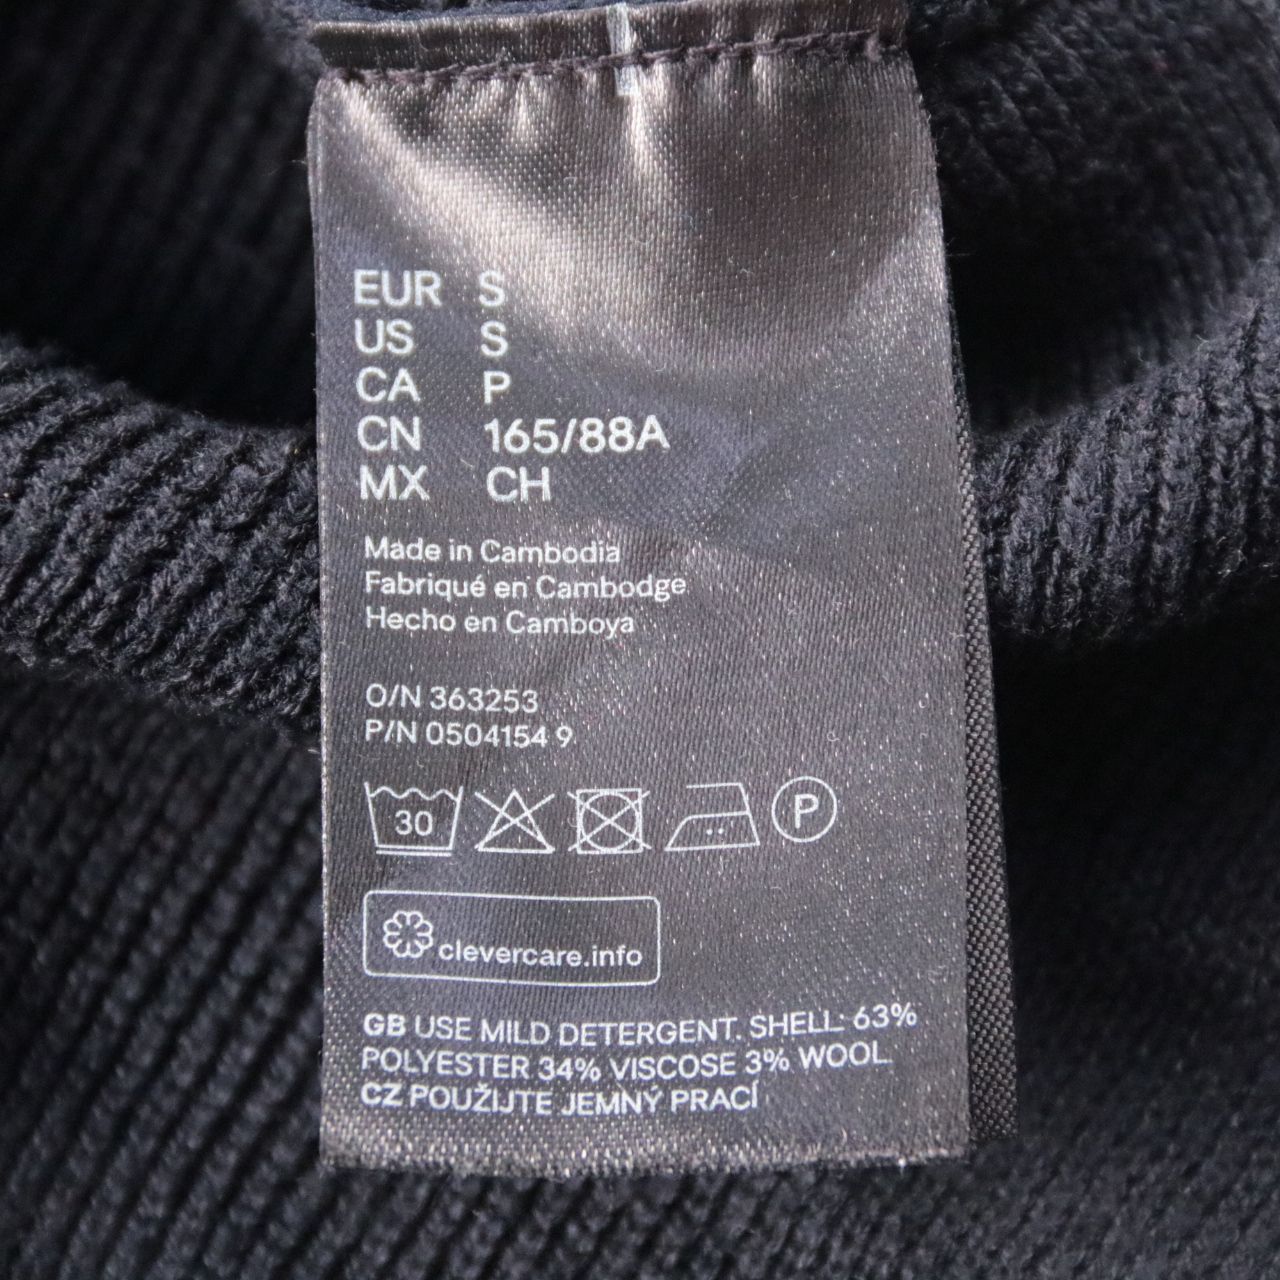 EUR S
US S
CA P
CN 165/88A
MX CH
Made in Cambodia
Fabriqué en Cambodge
Hecho en Camboya
O/N 363253
P/N 0504154 9
30 P
clevercare.info
GB USE MILD DETERGENT. SHELL: 63%
POLYESTER 34% VISCOSE 3% WOOL
CZ POUŽIJTE JEMNÝ PRACÍ